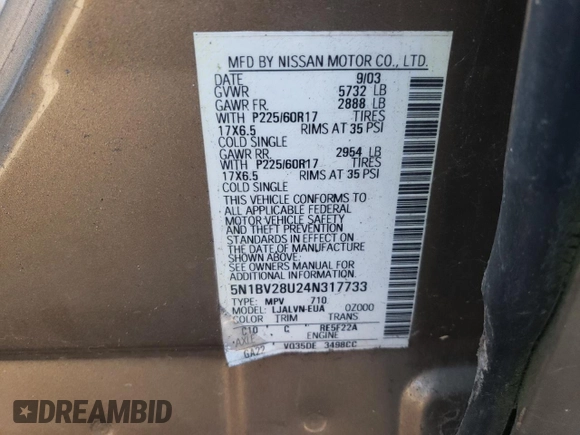 MFD BY NISSAN MOTOR CO., LTD.
DATE 9/03
GVWR 5732 LB
GAWR FR. 2888 LB
WITH P225/60R17 TIRES
17X6.5 RIMS AT 35 PSI
COLD SINGLE
GAWR RR. 2954 LB
WITH P225/60R17 TIRES
17X6.5 RIMS AT 35 PSI
COLD SINGLE
THIS VEHICLE CONFORMS TO
ALL APPLICABLE FEDERAL
MOTOR VEHICLE SAFETY
AND THEFT PREVENTION
STANDARDS IN EFFECT ON
THE DATE OF MANUFACTURE
SEE OWNERS MANUAL FOR
ADDITIONAL INFORMATION.
5N1BV28U24N317733
TYPE: MPV 710
MODEL: LJALVN-EUA 0Z000
COLOR TRIM TRANS
C10 C RE5F22A
ENGINE
GA22 VQ35DE 3498CC
DREAMBID